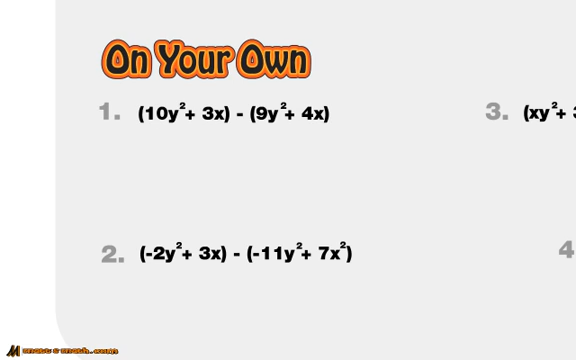 On Your Own
1. (10y²+ 3x) - (9y²+ 4x)
3. (xy²+
2. (-2y²+ 3x) - (-11y²+ 7x²)
4